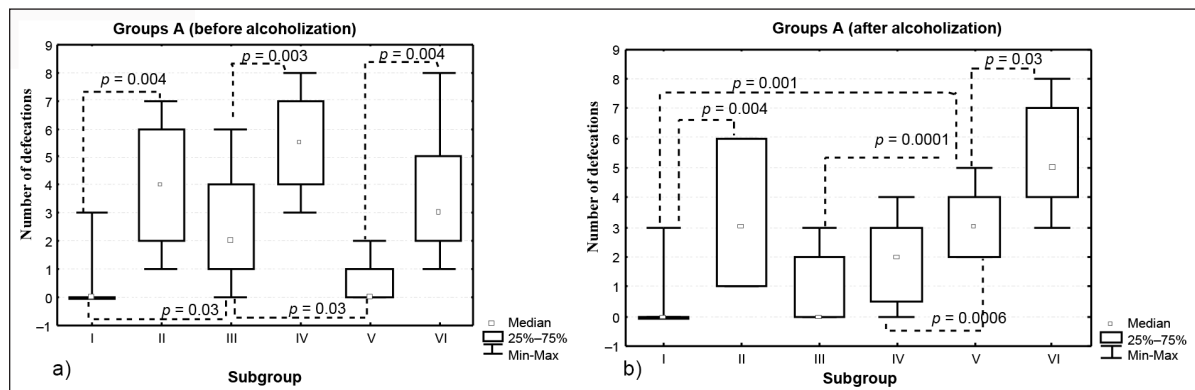 Groups A (before alcoholization)
Number of defecations
9
8
7
6
5
4
3
2
1
0
–1
p = 0.004
p = 0.003
p = 0.004
p = 0.03
p = 0.03
I II III IV V VI
Subgroup
a)
Median
25%–75%
Min-Max
Groups A (after alcoholization)
Number of defecations
9
8
7
6
5
4
3
2
1
0
–1
p = 0.03
p = 0.001
p = 0.004
p = 0.0001
p = 0.0006
I II III IV V VI
Subgroup
b)
Median
25%–75%
Min-Max